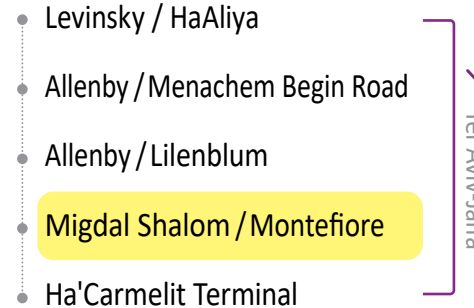 Levinsky / HaAliya
Allenby / Menachem Begin Road
Allenby / Lilenblum
Migdal Shalom / Montefiore
Ha'Carmelit Terminal